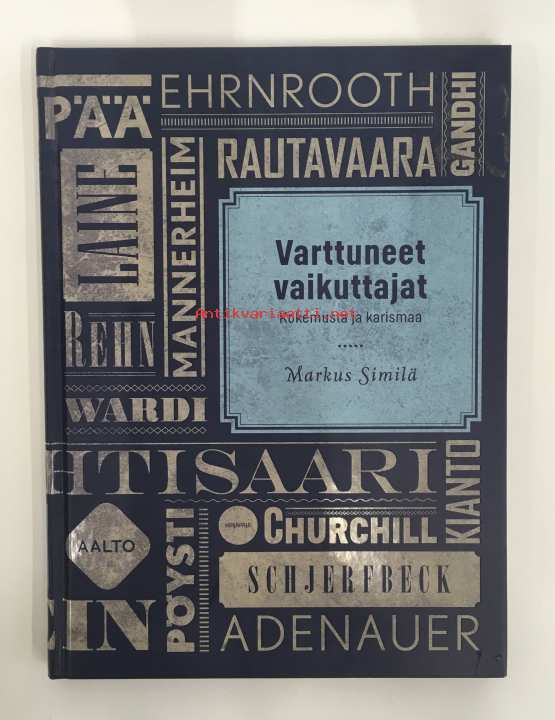 PÄÄ
EHRNROOTH
GANDHI
RAUTAVAARA
LAINE
MANNERHEIM
Varttuneet
vaikuttajat
Antikvariaatti.net
Kokemusta ja karismaa
Markus Similä
REHN
WARDI
HTISAARI
KIANTO
AALTO
PÖYSTI
CHURCHILL
SCHJERFBECK
EIN
ADENAUER